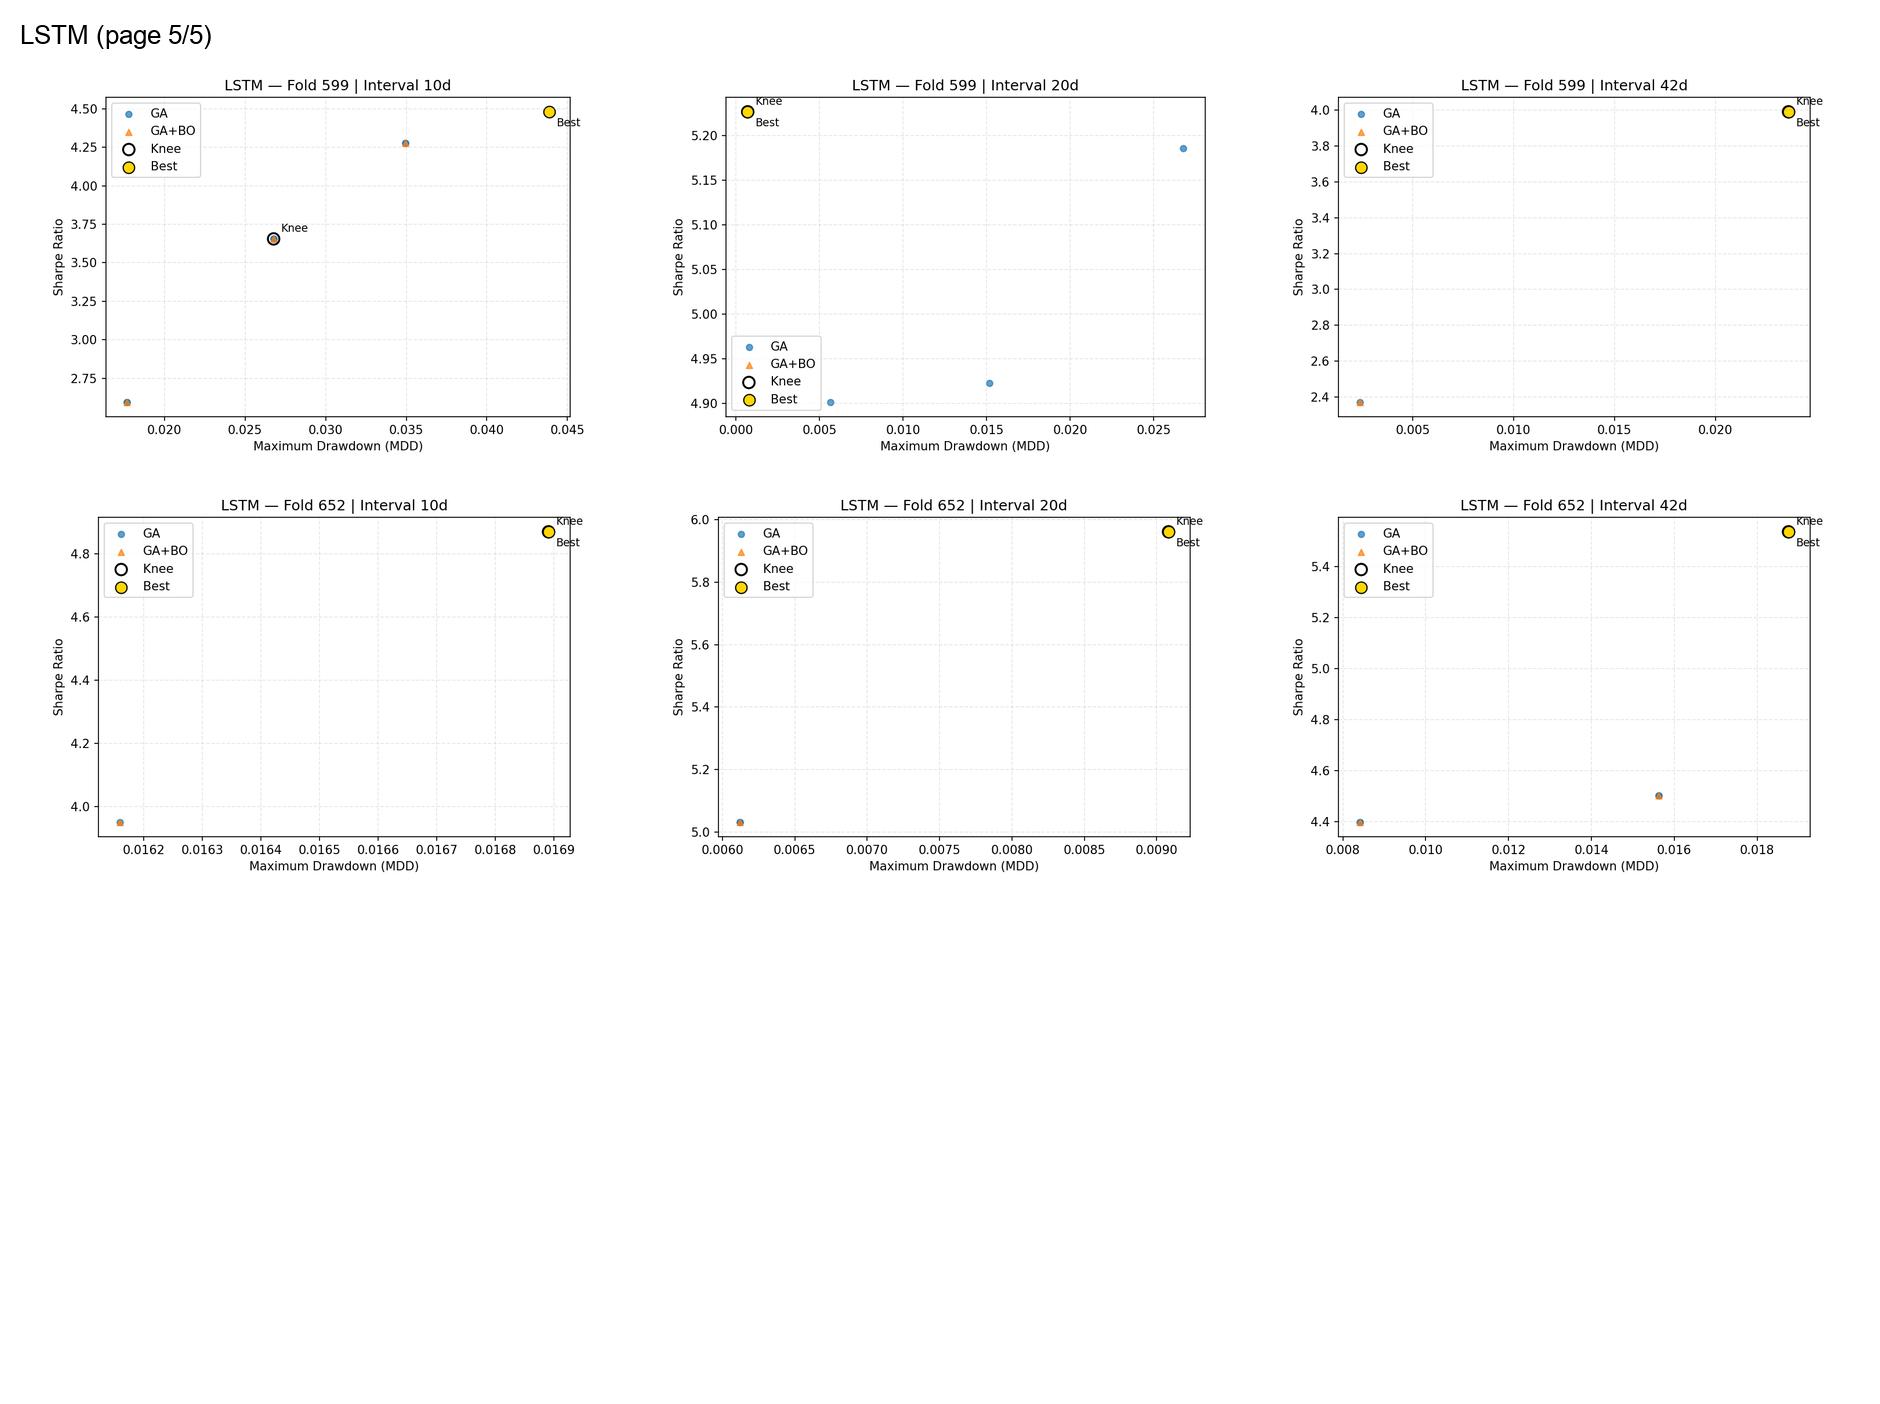 LSTM (page 5/5)
LSTM — Fold 599 | Interval 10d
GA
GA+BO
Knee
Best
Knee
Best
4.50
4.25
4.00
3.75
3.50
3.25
3.00
2.75
Sharpe Ratio
0.020 0.025 0.030 0.035 0.040 0.045
Maximum Drawdown (MDD)
LSTM — Fold 599 | Interval 20d
Knee
Best
GA
GA+BO
Knee
Best
5.20
5.15
5.10
5.05
5.00
4.95
4.90
Sharpe Ratio
0.000 0.005 0.010 0.015 0.020 0.025
Maximum Drawdown (MDD)
LSTM — Fold 599 | Interval 42d
GA
GA+BO
Knee
Best
Knee
Best
4.0
3.8
3.6
3.4
3.2
3.0
2.8
2.6
2.4
Sharpe Ratio
0.005 0.010 0.015 0.020
Maximum Drawdown (MDD)
LSTM — Fold 652 | Interval 10d
GA
GA+BO
Knee
Best
Knee
Best
4.8
4.6
4.4
4.2
4.0
Sharpe Ratio
0.0162 0.0163 0.0164 0.0165 0.0166 0.0167 0.0168 0.0169
Maximum Drawdown (MDD)
LSTM — Fold 652 | Interval 20d
GA
GA+BO
Knee
Best
Knee
Best
6.0
5.8
5.6
5.4
5.2
5.0
Sharpe Ratio
0.0060 0.0065 0.0070 0.0075 0.0080 0.0085 0.0090
Maximum Drawdown (MDD)
LSTM — Fold 652 | Interval 42d
GA
GA+BO
Knee
Best
Knee
Best
5.4
5.2
5.0
4.8
4.6
4.4
Sharpe Ratio
0.008 0.010 0.012 0.014 0.016 0.018
Maximum Drawdown (MDD)